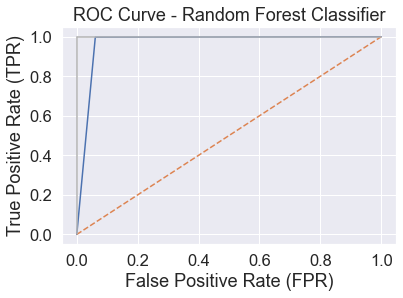 ROC Curve - Random Forest Classifier
True Positive Rate (TPR)
1.0
0.8
0.6
0.4
0.2
0.0
0.0 0.2 0.4 0.6 0.8 1.0
False Positive Rate (FPR)